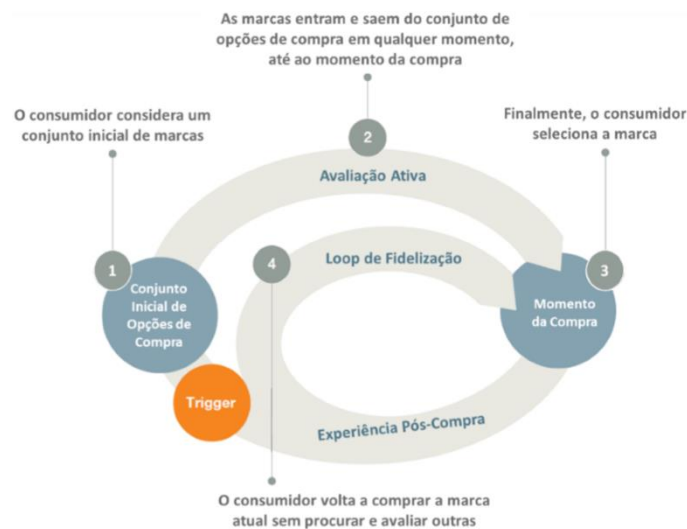 As marcas entram e saem do conjunto de
opções de compra em qualquer momento,
até ao momento da compra
O consumidor considera um
conjunto inicial de marcas
Finalmente, o consumidor
seleciona a marca
2
Avaliação Ativa
1
Conjunto
Inicial de
Opções de
Compra
4
Loop de Fidelização
3
Momento
da Compra
Trigger
Experiência Pós-Compra
O consumidor volta a comprar a marca
atual sem procurar e avaliar outras